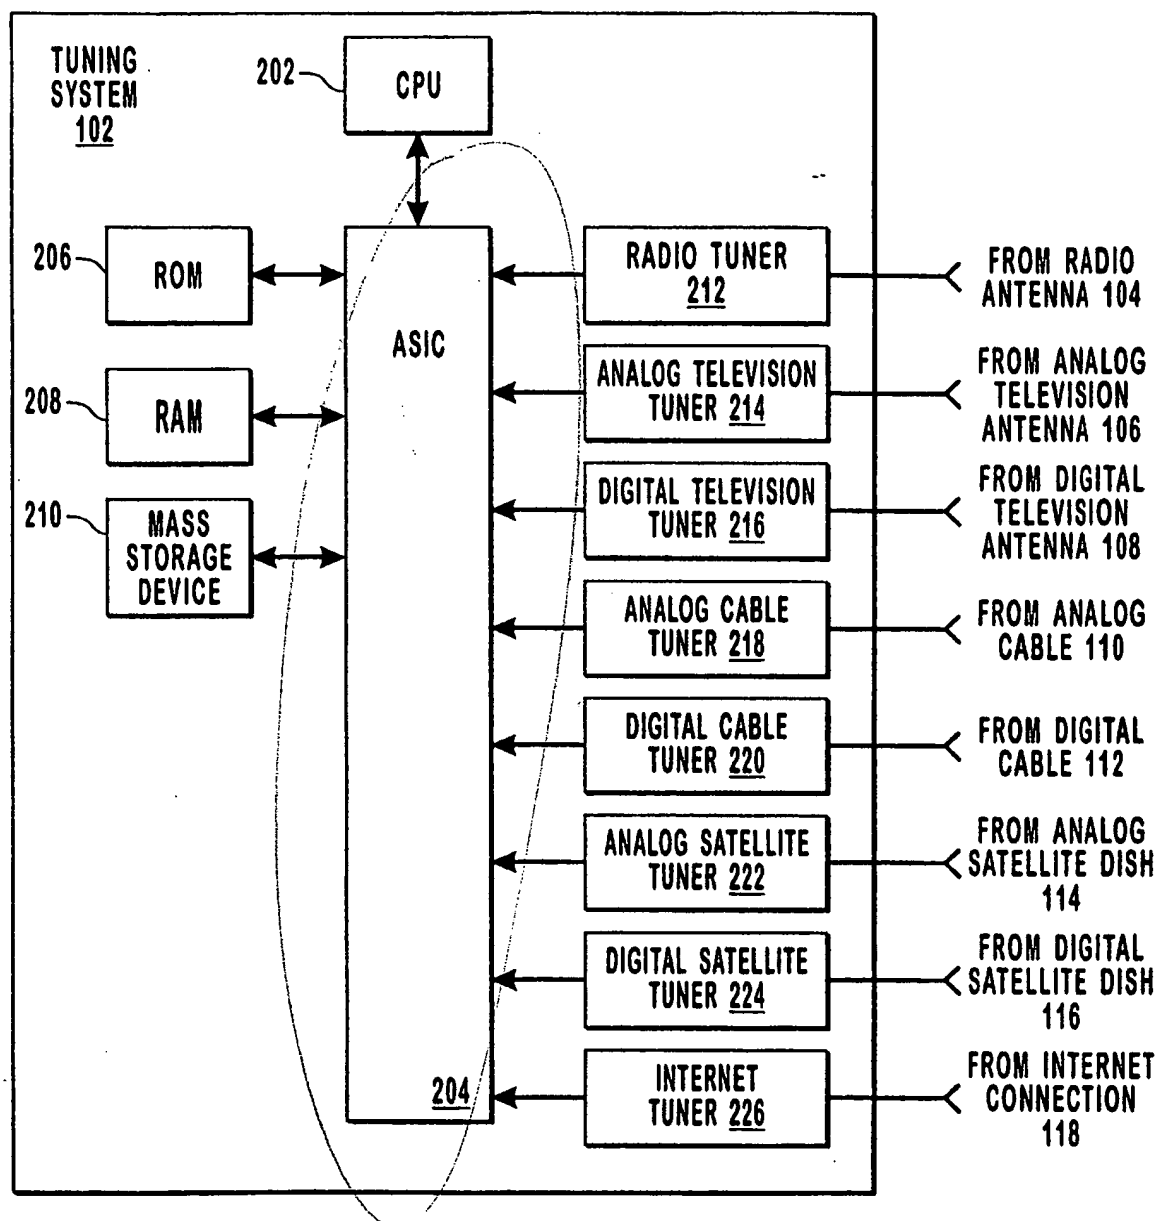 TUNING
SYSTEM
102
202
CPU
206
ROM
208
RAM
210
MASS
STORAGE
DEVICE
ASIC
204
RADIO TUNER
212
ANALOG TELEVISION
TUNER 214
DIGITAL TELEVISION
TUNER 216
ANALOG CABLE
TUNER 218
DIGITAL CABLE
TUNER 220
ANALOG SATELLITE
TUNER 222
DIGITAL SATELLITE
TUNER 224
INTERNET
TUNER 226
FROM RADIO
ANTENNA 104
FROM ANALOG
TELEVISION
ANTENNA 106
FROM DIGITAL
TELEVISION
ANTENNA 108
FROM ANALOG
CABLE 110
FROM DIGITAL
CABLE 112
FROM ANALOG
SATELLITE DISH
114
FROM DIGITAL
SATELLITE DISH
116
FROM INTERNET
CONNECTION
118